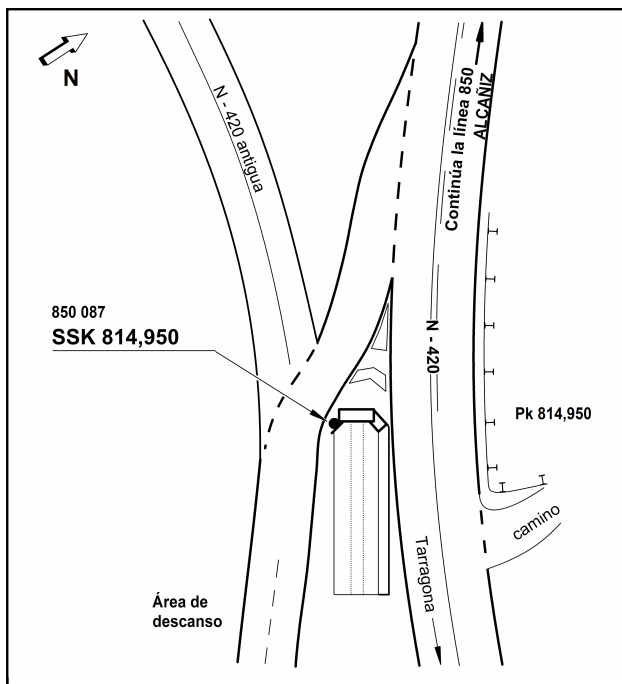 N
N - 420 antigua
Continúa la línea 850
ALCAÑIZ
850 087
SSK 814,950
N - 420
Pk 814,950
camino
Tarragona
Área de
descanso